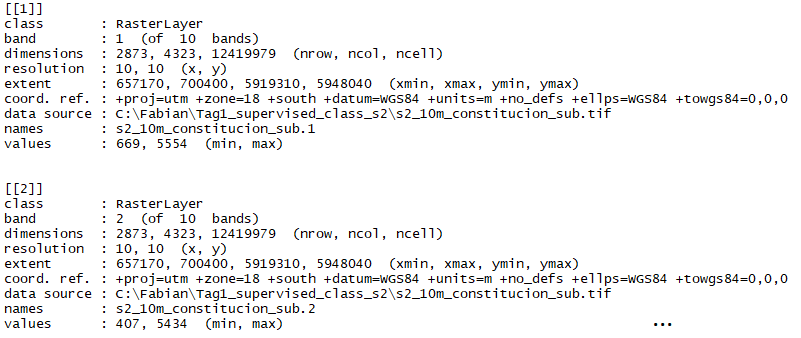 [[1]]
class       : RasterLayer
band        : 1  (of  10  bands)
dimensions  : 2873, 4323, 12419979  (nrow, ncol, ncell)
resolution  : 10, 10  (x, y)
extent      : 657170, 700400, 5919310, 5948040  (xmin, xmax, ymin, ymax)
coord. ref. : +proj=utm +zone=18 +south +datum=WGS84 +units=m +no_defs +ellps=WGS84 +towgs84=0,0,0
data source : C:\Fabian\Tag1_supervised_class_s2\s2_10m_constitucion_sub.tif
names       : s2_10m_constitucion_sub.1
values      : 669, 5554  (min, max)
[[2]]
class       : RasterLayer
band        : 2  (of  10  bands)
dimensions  : 2873, 4323, 12419979  (nrow, ncol, ncell)
resolution  : 10, 10  (x, y)
extent      : 657170, 700400, 5919310, 5948040  (xmin, xmax, ymin, ymax)
coord. ref. : +proj=utm +zone=18 +south +datum=WGS84 +units=m +no_defs +ellps=WGS84 +towgs84=0,0,0
data source : C:\Fabian\Tag1_supervised_class_s2\s2_10m_constitucion_sub.tif
names       : s2_10m_constitucion_sub.2
values      : 407, 5434  (min, max) ...